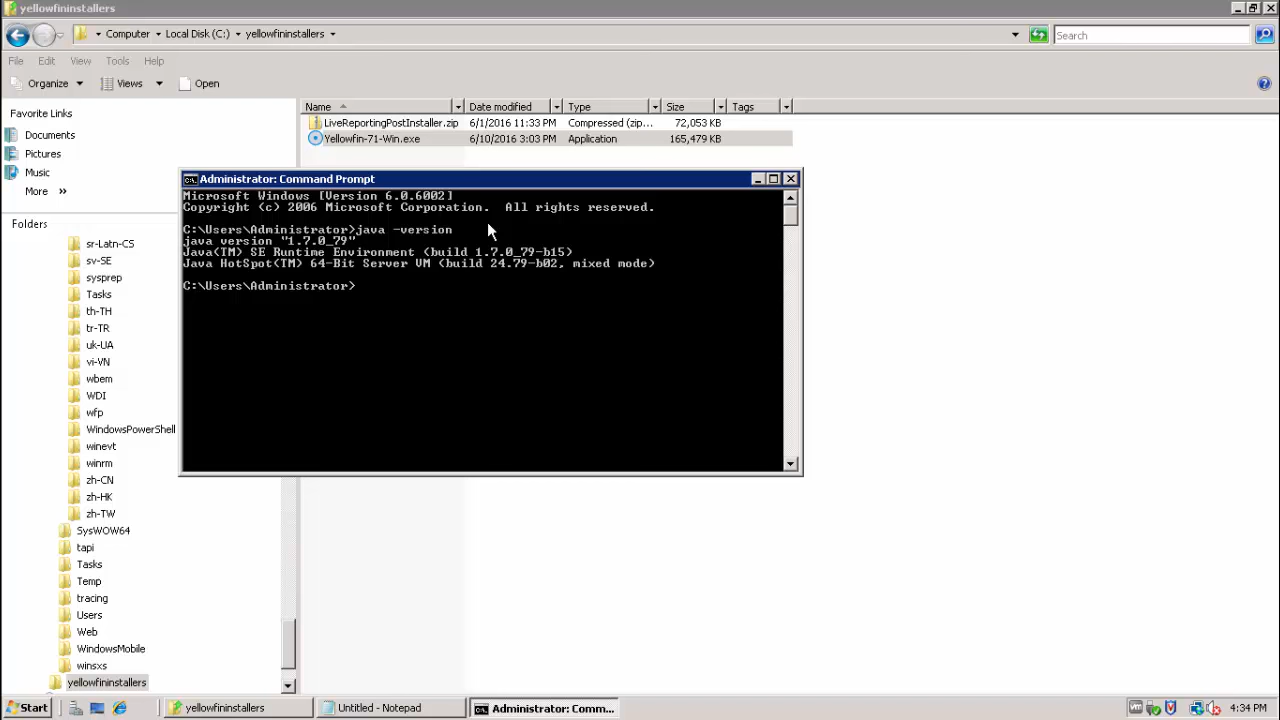 yellowfininstallers
Computer Local Disk (C:) yellowfininstallers
Search
File Edit View Tools Help
Organize Views Open
Favorite Links
Documents
Pictures
Music
More »
Folders
sr-Latn-CS
sv-SE
sysprep
Tasks
th-TH
tr-TR
uk-UA
vi-VN
wbem
WDI
wfp
WindowsPowerShell
winevt
winrm
zh-CN
zh-HK
zh-TW
SysWOW64
tapi
Tasks
Temp
tracing
Users
Web
WindowsMobile
winsxs
yellowfininstallers
Name Date modified Type Size Tags
LiveReportingPostInstaller.zip 6/1/2016 11:33 PM Compressed (zip... 72,053 KB
Yellowfin-71-Win.exe 6/10/2016 3:03 PM Application 165,479 KB
Administrator: Command Prompt
Microsoft Windows [Version 6.0.6002]
Copyright (c) 2006 Microsoft Corporation. All rights reserved.
C:\Users\Administrator>java -version
java version "1.7.0_79"
Java(TM) SE Runtime Environment (build 1.7.0_79-b15)
Java HotSpot(TM) 64-Bit Server VM (build 24.79-b02, mixed mode)
C:\Users\Administrator>
Start yellowfininstallers Untitled - Notepad Administrator: Comm... 4:34 PM